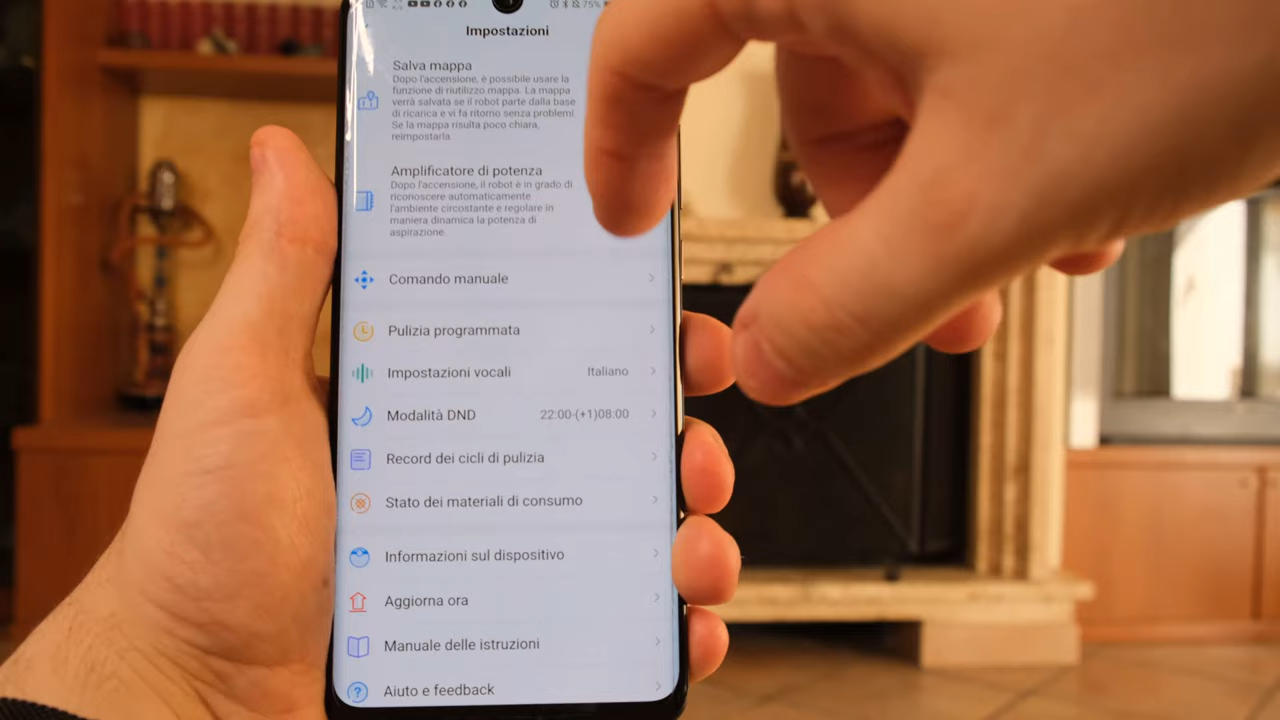 75%
Impostazioni
Salva mappa
Dopo l'accensione, è possibile usare la
funzione di riutilizzo mappa. La mappa
verrà salvata se il robot parte dalla base
di ricarica e vi fa ritorno senza problemi.
Se la mappa risulta poco chiara,
reimpostarla.
Amplificatore di potenza
Dopo l'accensione, il robot è in grado di
riconoscere automaticamente
l'ambiente circostante e regolare in
maniera dinamica la potenza di
aspirazione.
Comando manuale
Pulizia programmata
Impostazioni vocali Italiano
Modalità DND 22:00-(+1)08:00
Record dei cicli di pulizia
Stato dei materiali di consumo
Informazioni sul dispositivo
Aggiorna ora
Manuale delle istruzioni
Aiuto e feedback